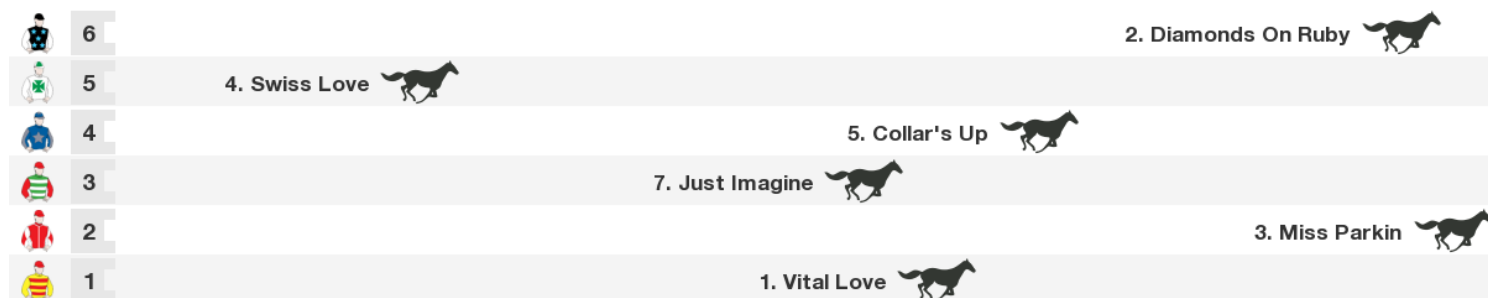 6 2. Diamonds On Ruby
5 4. Swiss Love
4 5. Collar's Up
3 7. Just Imagine
2 3. Miss Parkin
1 1. Vital Love